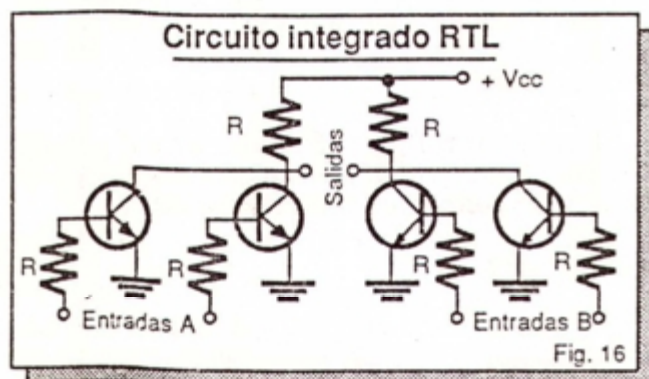 Circuito integrado RTL
+ Vcc
R
R
Salidas
R
R
R
R
Entradas A
Entradas B
Fig. 16